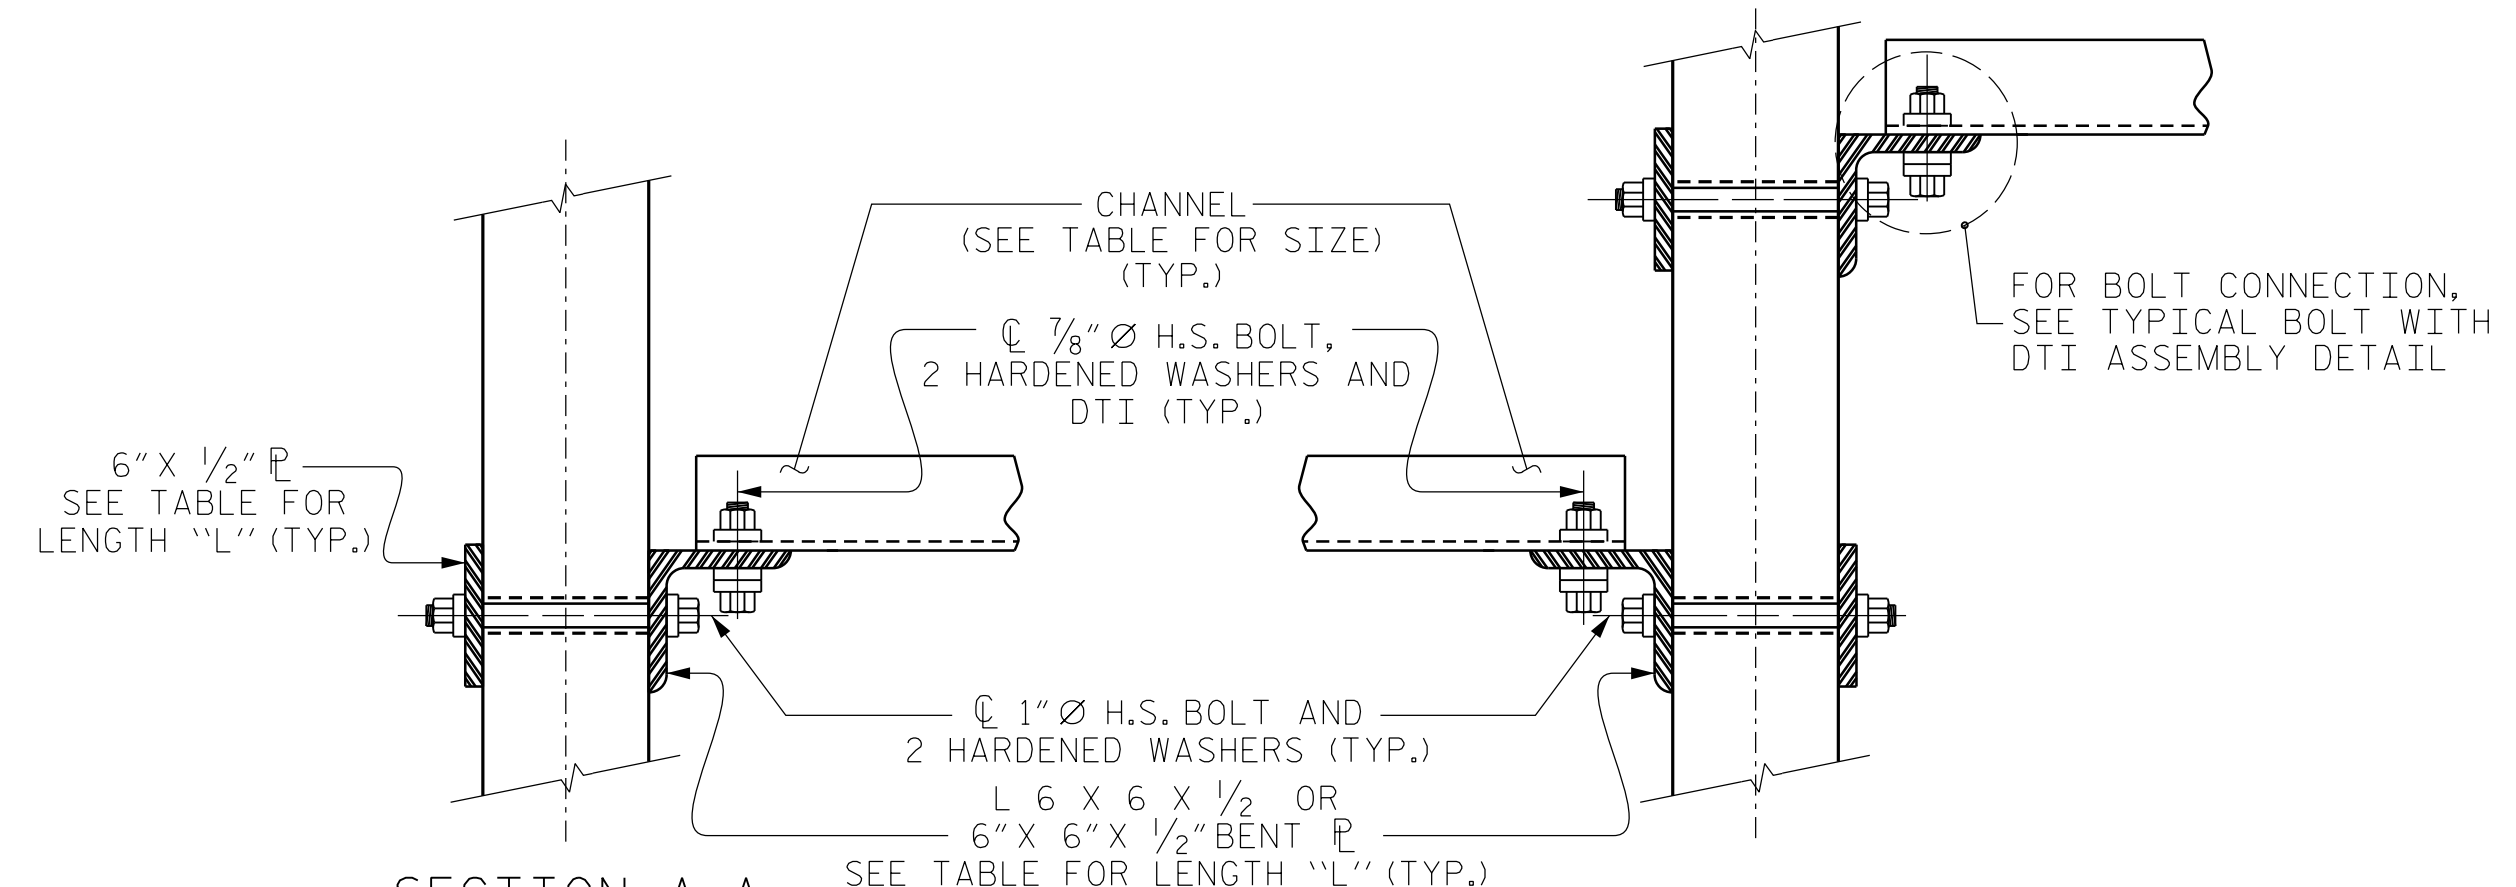 CHANNEL
(SEE TABLE FOR SIZE)
(TYP.)
℄ 7/8" Ø H.S.BOLT,
2 HARDENED WASHERS AND
DTI (TYP.)
FOR BOLT CONNECTION,
SEE TYPICAL BOLT WITH
DTI ASSEMBLY DETAIL
6" X 1/2" ⅊
SEE TABLE FOR
LENGTH "L" (TYP.)
℄ 1"Ø H.S.BOLT AND
2 HARDENED WASHERS (TYP.)
L 6 X 6 X 1/2 OR
6"X 6"X 1/2"BENT ⅊
SEE TABLE FOR LENGTH "L" (TYP.)
SECTION A-A